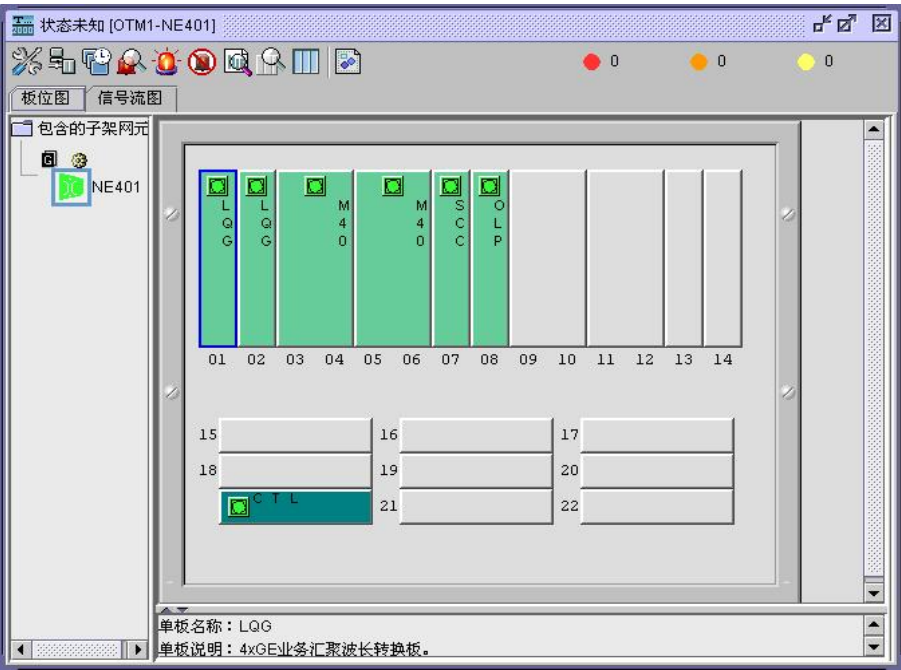 T... 2000 状态未知 [OTM1-NE401]
0 0 0
板位图 信号流图
包含的子架网元
G
NE401
LQG LQG M40 M40 SCC OLP
01 02 03 04 05 06 07 08 09 10 11 12 13 14
15 16 17
18 19 20
CTL 21 22
单板名称：LQG
单板说明：4xGE业务汇聚波长转换板。